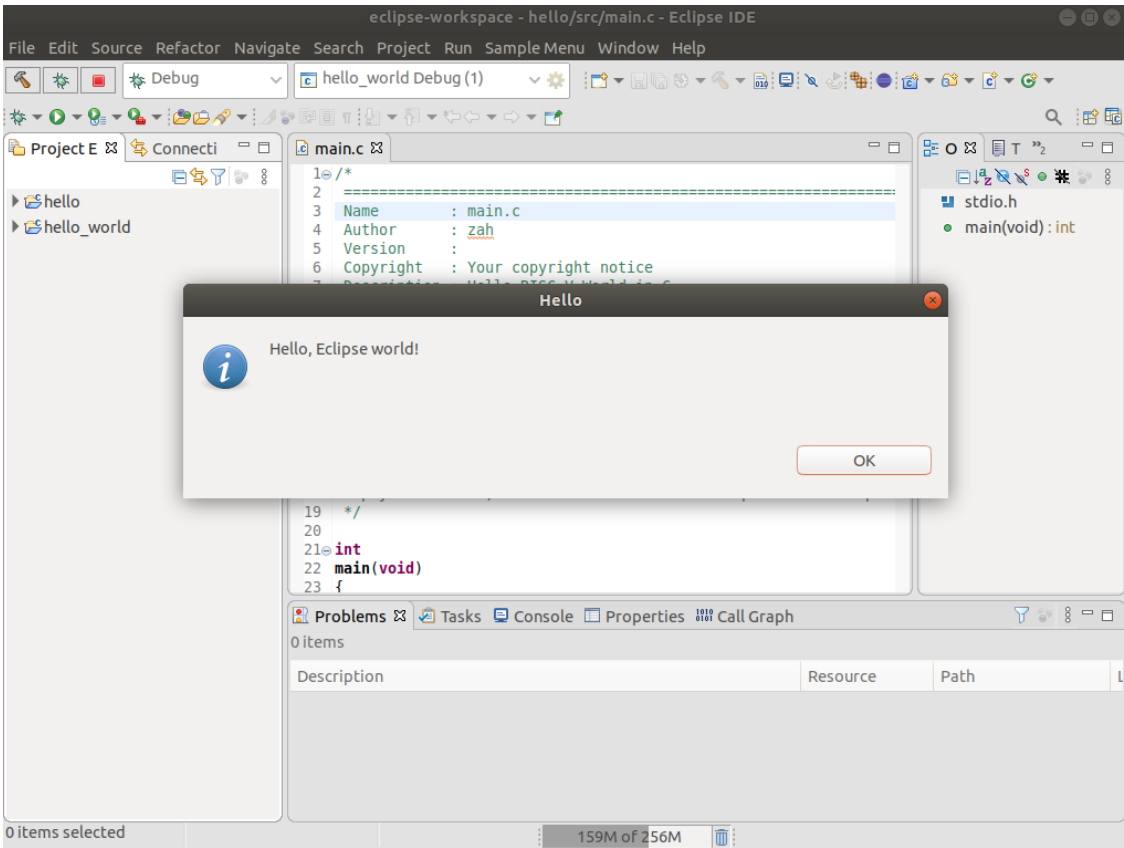 eclipse-workspace - hello/src/main.c - Eclipse IDE
File Edit Source Refactor Navigate Search Project Run Sample Menu Window Help
Debug
hello_world Debug (1)
Project E
Connecti
main.c
O
T
»2
hello
hello_world
1 /*
2 ==============================================================
3 Name : main.c
4 Author : zah
5 Version :
6 Copyright : Your copyright notice
stdio.h
main(void) : int
Hello
Hello, Eclipse world!
OK
19 */
20
21 int
22 main(void)
23 {
Problems
Tasks
Console
Properties
Call Graph
0 items
Description
Resource
Path
L
0 items selected
159M of 256M